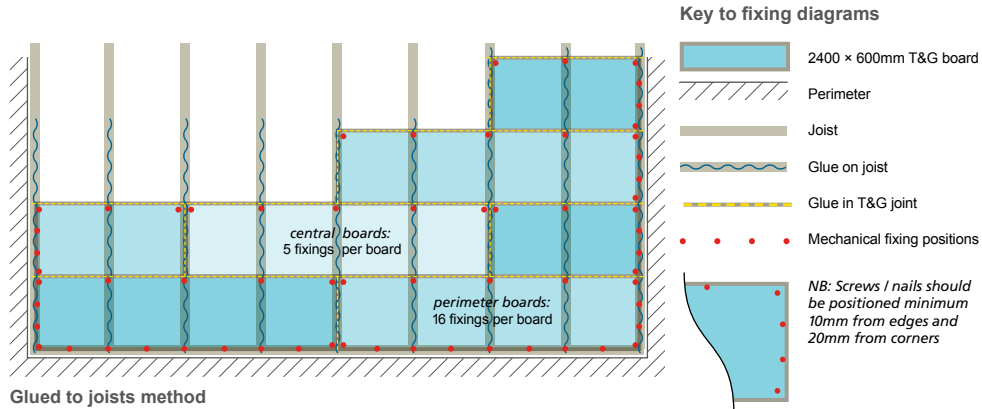 Key to fixing diagrams
2400 × 600mm T&G board
Perimeter
Joist
Glue on joist
Glue in T&G joint
Mechanical fixing positions
NB: Screws / nails should
be positioned minimum
10mm from edges and
20mm from corners
central boards:
5 fixings per board
perimeter boards:
16 fixings per board
Glued to joists method